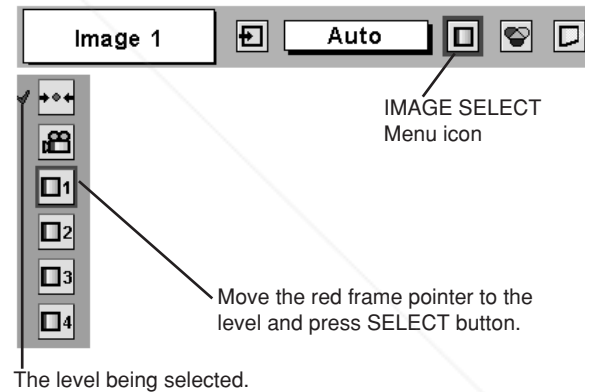 Image 1
Auto
IMAGE SELECT
Menu icon
1
2
3
4
Move the red frame pointer to the
level and press SELECT button.
The level being selected.